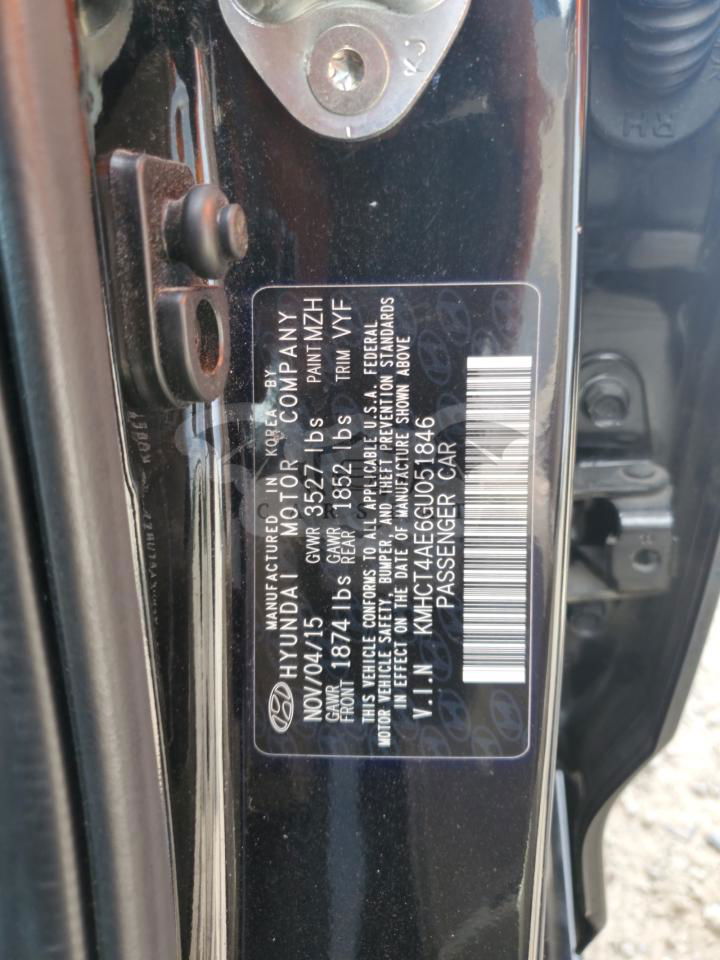 MANUFACTURED IN KOREA BY
HYUNDAI MOTOR COMPANY
NOV/04/15 GVWR 3527 lbs PAINT MZH
GAWR FRONT 1874 lbs GAWR REAR 1852 lbs TRIM VYF
THIS VEHICLE CONFORMS TO ALL APPLICABLE U.S.A. FEDERAL
MOTOR VEHICLE SAFETY, BUMPER, AND THEFT PREVENTION STANDARDS
IN EFFECT ON THE DATE OF MANUFACTURE SHOWN ABOVE
V.I.N KMHCT4AE6GU051846
PASSENGER CAR
RH